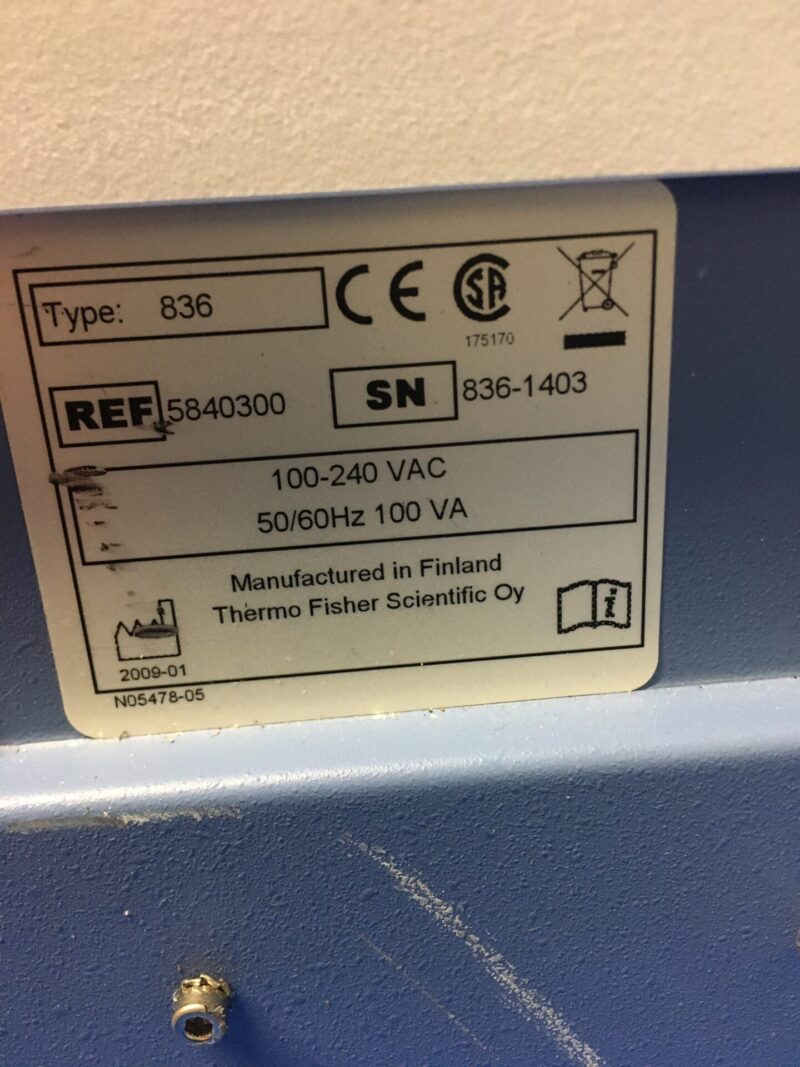 Type: 836
CE
SA
175170
REF 5840300
SN 836-1403
100-240 VAC
50/60Hz 100 VA
Manufactured in Finland
Thermo Fisher Scientific Oy
i
2009-01
N05478-05